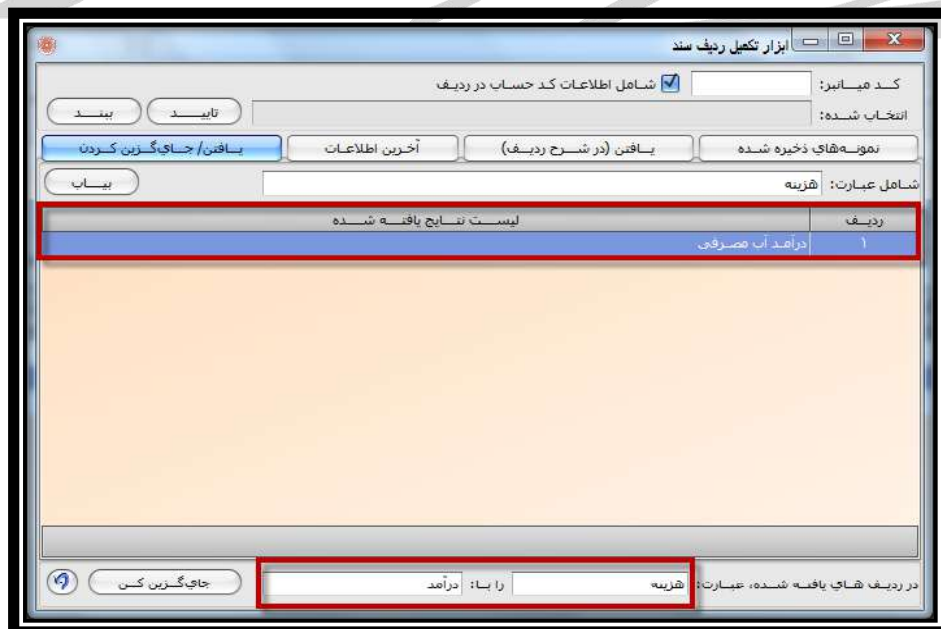 ابزار تکمیل ردیف سند
کد میانبر: شامل اطلاعات کد حساب در ردیف
انتخاب شده: تایید ببند
نمونه‌های ذخیره شده یافتن (در شرح ردیف) آخرین اطلاعات یافتن/ جای‌گزین کردن
شامل عبارت: هزینه بیاب
ردیف لیست نتایج یافته شده
۱ درآمد آب مصرفی
در ردیف های یافته شده، عبارت: هزینه را با: درآمد جای‌گزین کن